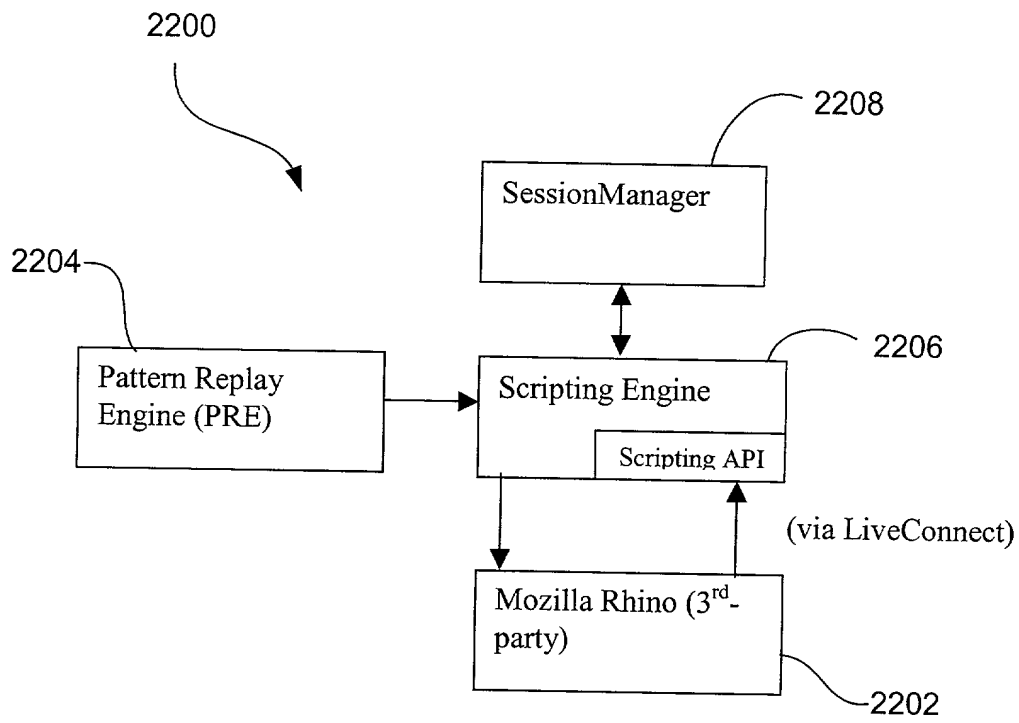 2200
2208
SessionManager
2204
2206
Pattern Replay
Engine (PRE)
Scripting Engine
Scripting API
(via LiveConnect)
Mozilla Rhino (3rd-
party)
2202